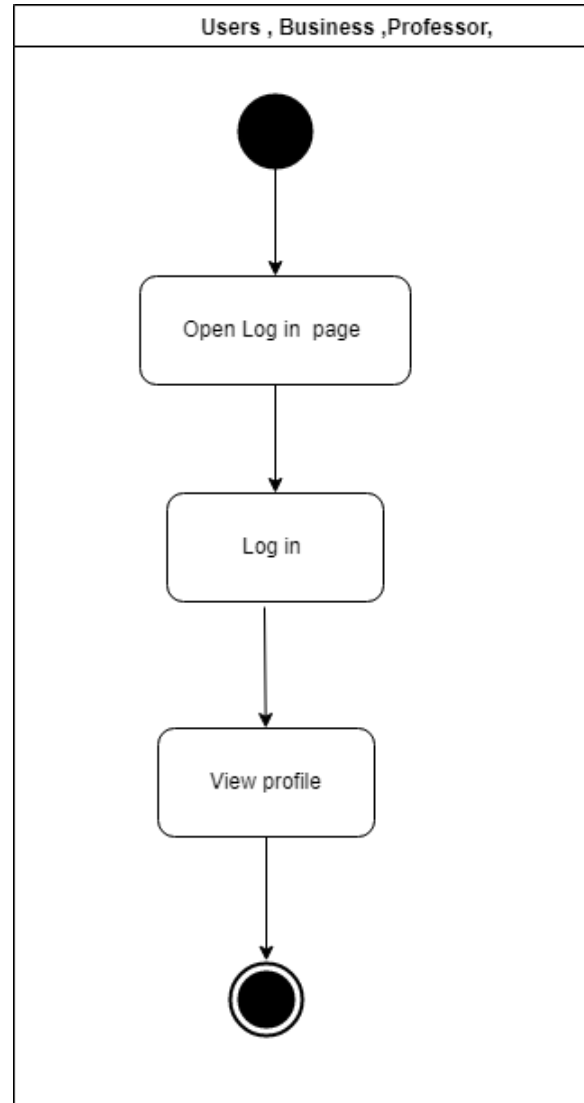 Users , Business ,Professor,
Open Log in  page
Log in
View profile